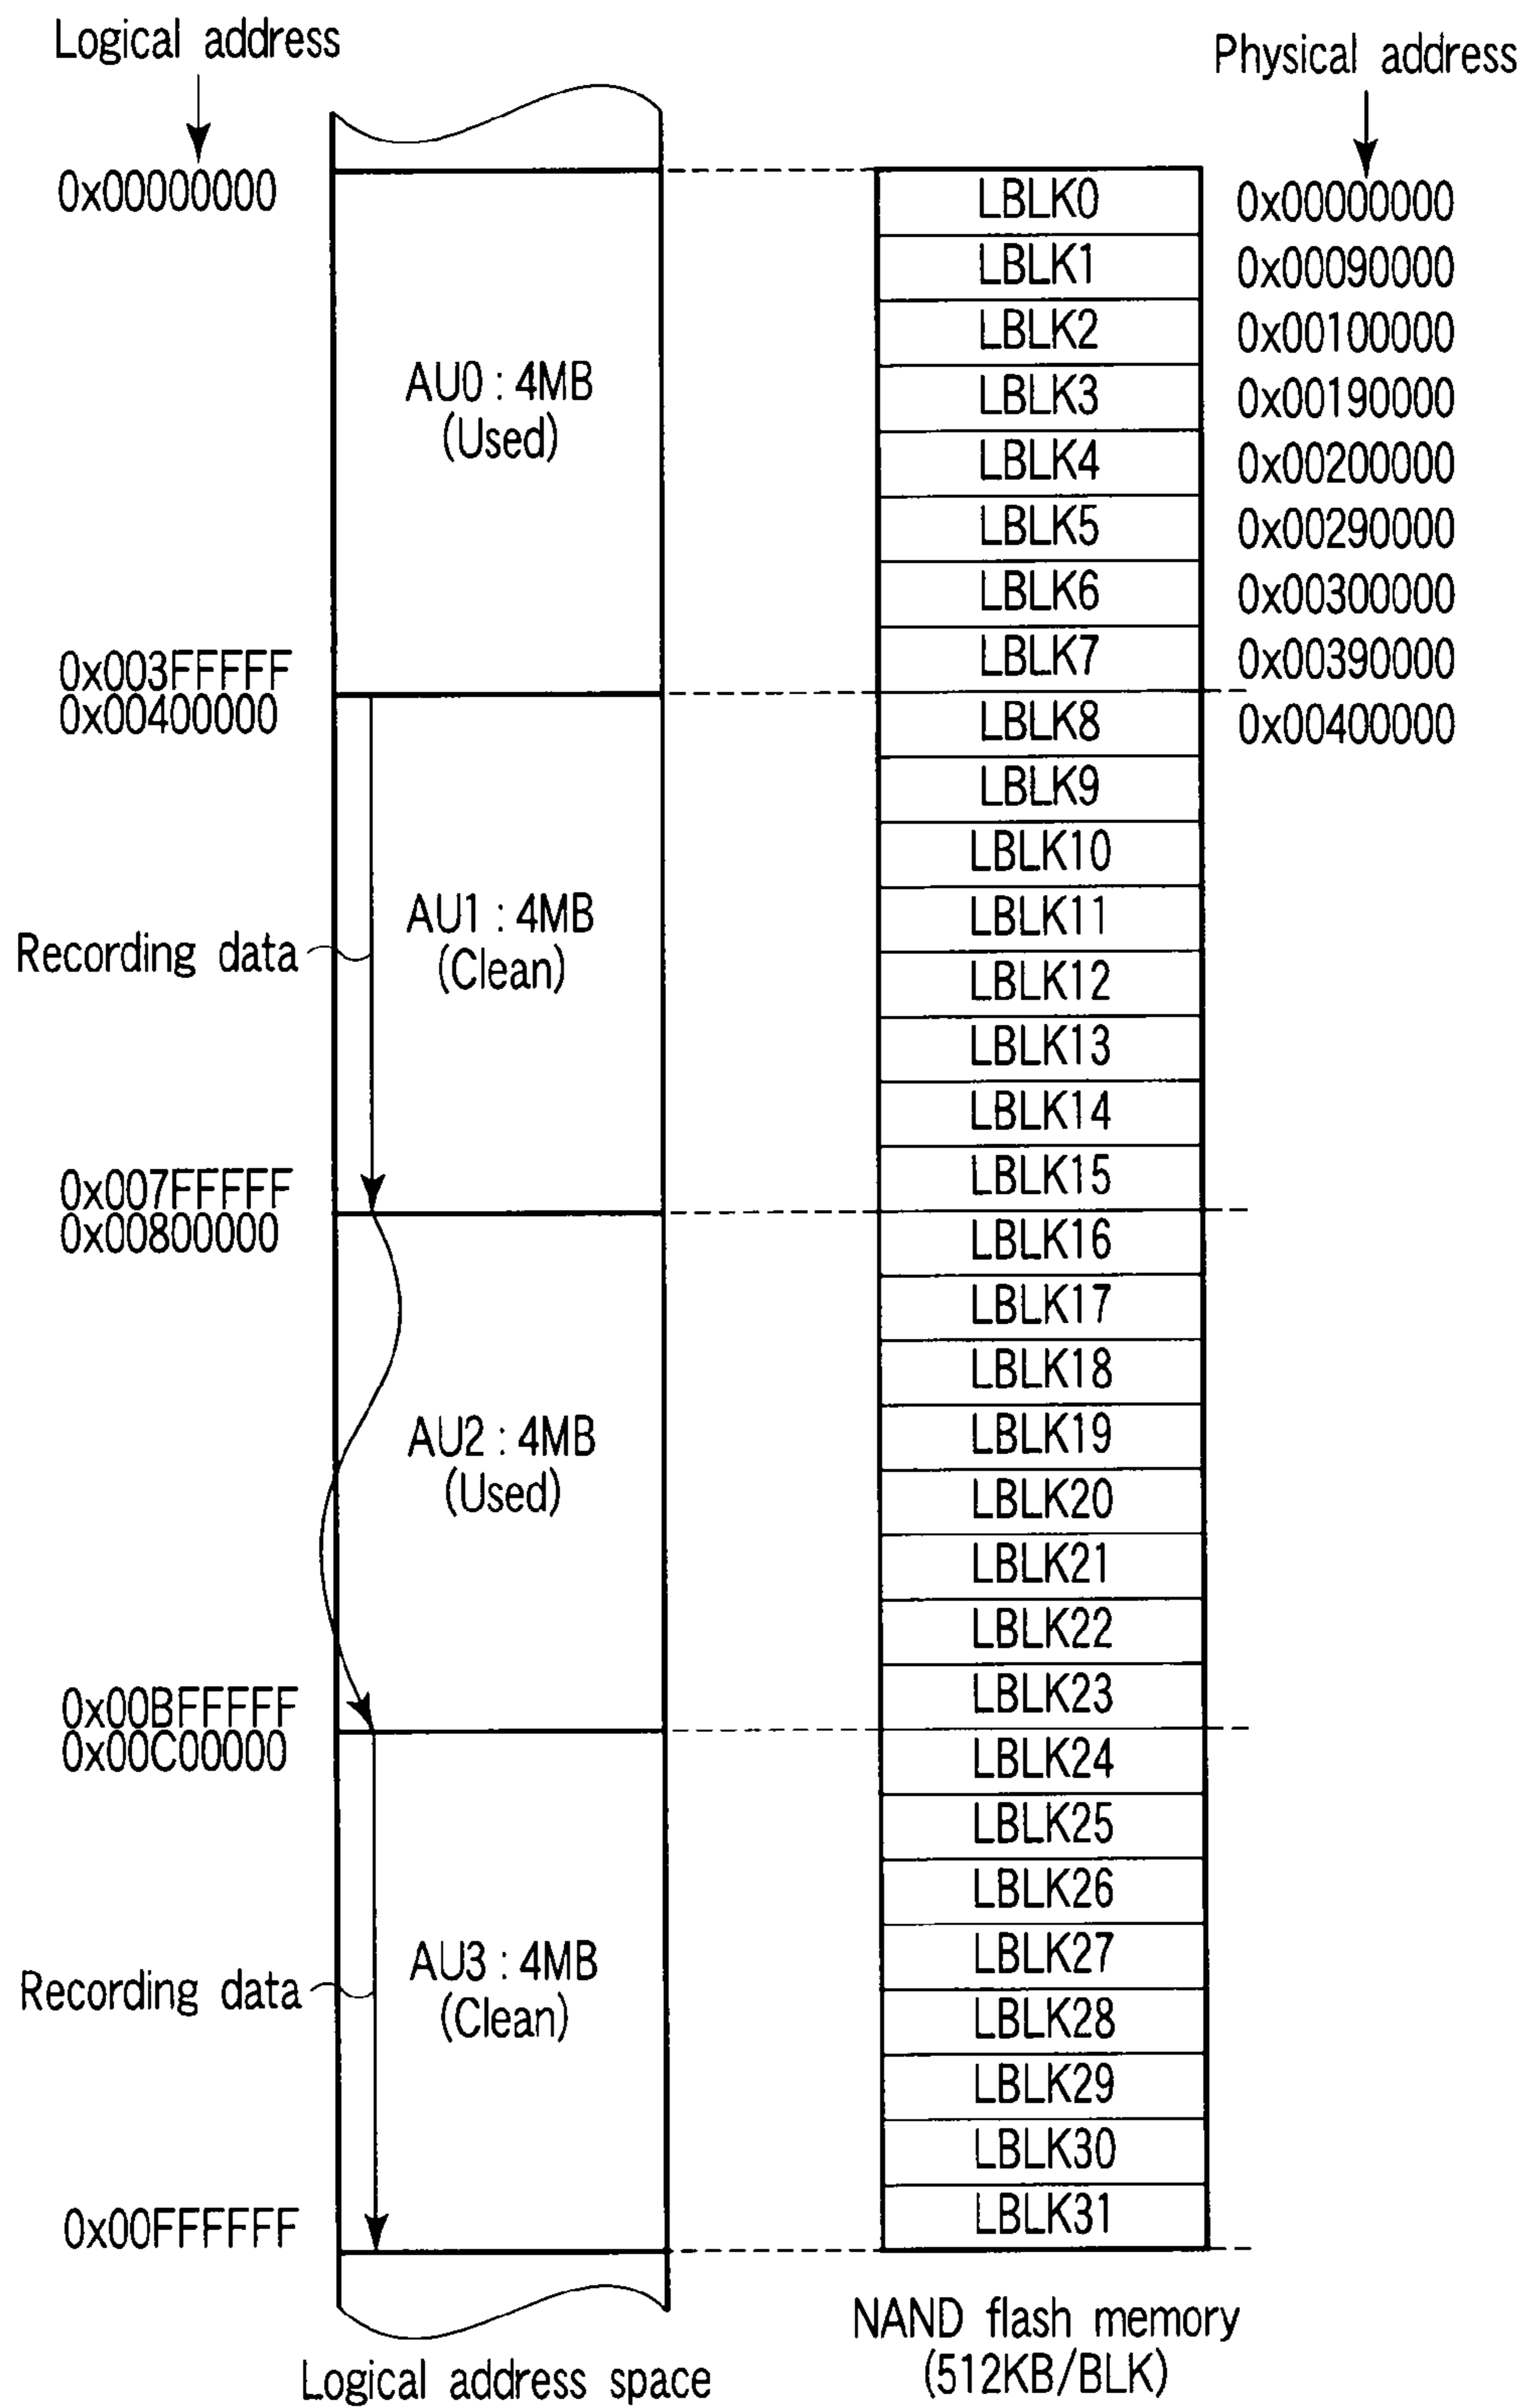 Logical address
Physical address
0x00000000
LBLK0
0x00000000
LBLK1
0x00090000
LBLK2
0x00100000
AU0 : 4MB
(Used)
LBLK3
0x00190000
LBLK4
0x00200000
LBLK5
0x00290000
LBLK6
0x00300000
0x003FFFFF
LBLK7
0x00390000
0x00400000
LBLK8
0x00400000
LBLK9
LBLK10
AU1 : 4MB
(Clean)
LBLK11
Recording data
LBLK12
LBLK13
LBLK14
0x007FFFFF
LBLK15
0x00800000
LBLK16
LBLK17
LBLK18
AU2 : 4MB
(Used)
LBLK19
LBLK20
LBLK21
LBLK22
0x00BFFFFF
LBLK23
0x00C00000
LBLK24
LBLK25
LBLK26
AU3 : 4MB
(Clean)
LBLK27
Recording data
LBLK28
LBLK29
LBLK30
0x00FFFFFF
LBLK31
NAND flash memory
(512KB/BLK)
Logical address space